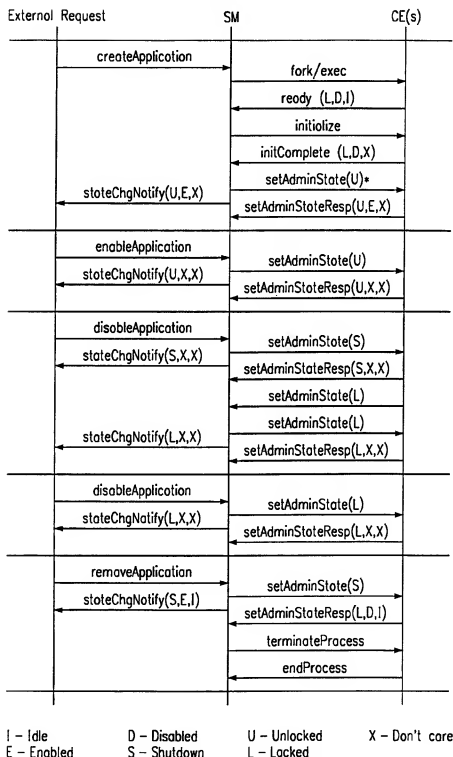 External Request SM CE(s)
createApplication
fork/exec
ready (L,D,I)
initialize
initComplete (L,D,X)
setAdminState(U)*
stateChgNotify(U,E,X) setAdminStateResp(U,E,X)
enableApplication
setAdminState(U)
stateChgNotify(U,X,X) setAdminStateResp(U,X,X)
disableApplication
setAdminState(S)
stateChgNotify(S,X,X)
setAdminStateResp(S,X,X)
setAdminState(L)
setAdminState(L)
stateChgNotify(L,X,X)
setAdminStateResp(L,X,X)
disableApplication
setAdminState(L)
stateChgNotify(L,X,X)
setAdminStateResp(L,X,X)
removeApplication
setAdminState(S)
stateChgNotify(S,E,I)
setAdminStateResp(L,D,I)
terminateProcess
endProcess
I – Idle D – Disabled U – Unlocked X – Don't care
E – Enabled S – Shutdown L – Locked